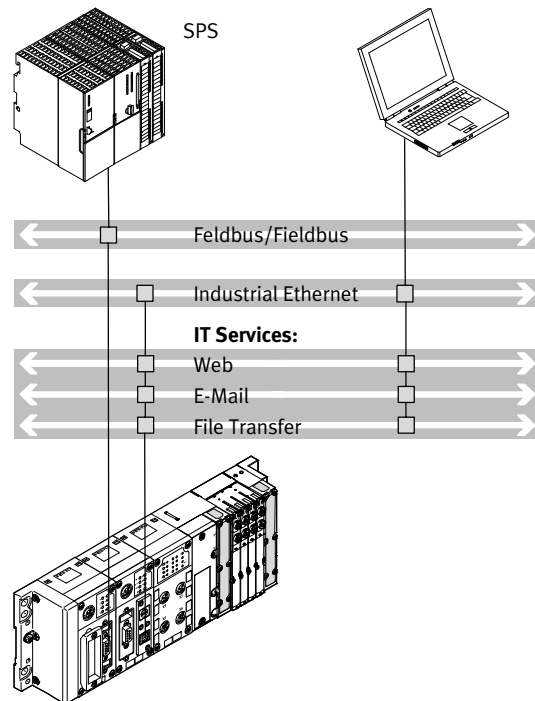 SPS
Feldbus/Fieldbus
Industrial Ethernet
IT Services:
Web
E-Mail
File Transfer